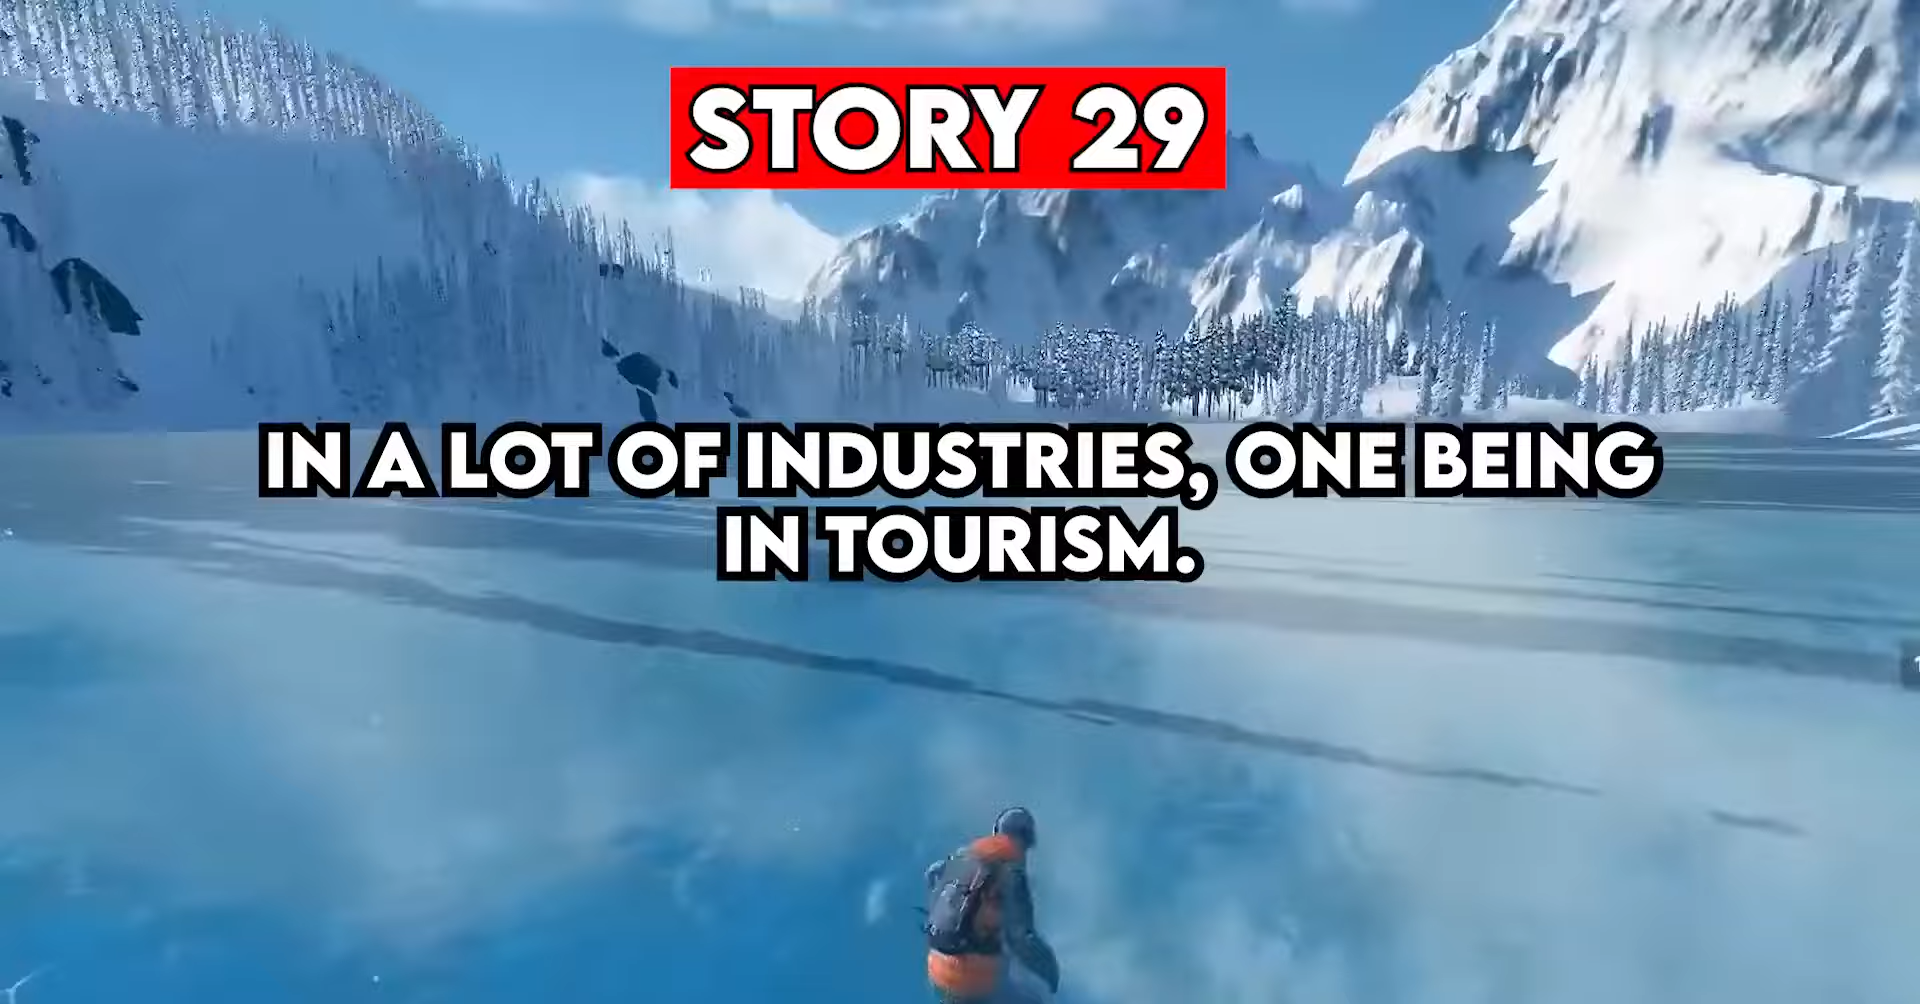 STORY 29
IN A LOT OF INDUSTRIES, ONE BEING
IN TOURISM.